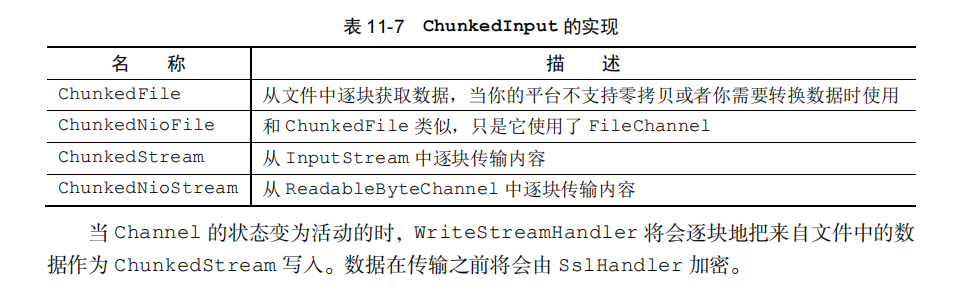 表 11-7 ChunkedInput 的实现
名 称 描 述
ChunkedFile 从文件中逐块获取数据，当你的平台不支持零拷贝或者你需要转换数据时使用
ChunkedNioFile 和 ChunkedFile 类似，只是它使用了 FileChannel
ChunkedStream 从 InputStream 中逐块传输内容
ChunkedNioStream 从 ReadableByteChannel 中逐块传输内容
当 Channel 的状态变为活动的时，WriteStreamHandler 将会逐块地把来自文件中的数
据作为 ChunkedStream 写入。数据在传输之前将会由 SslHandler 加密。